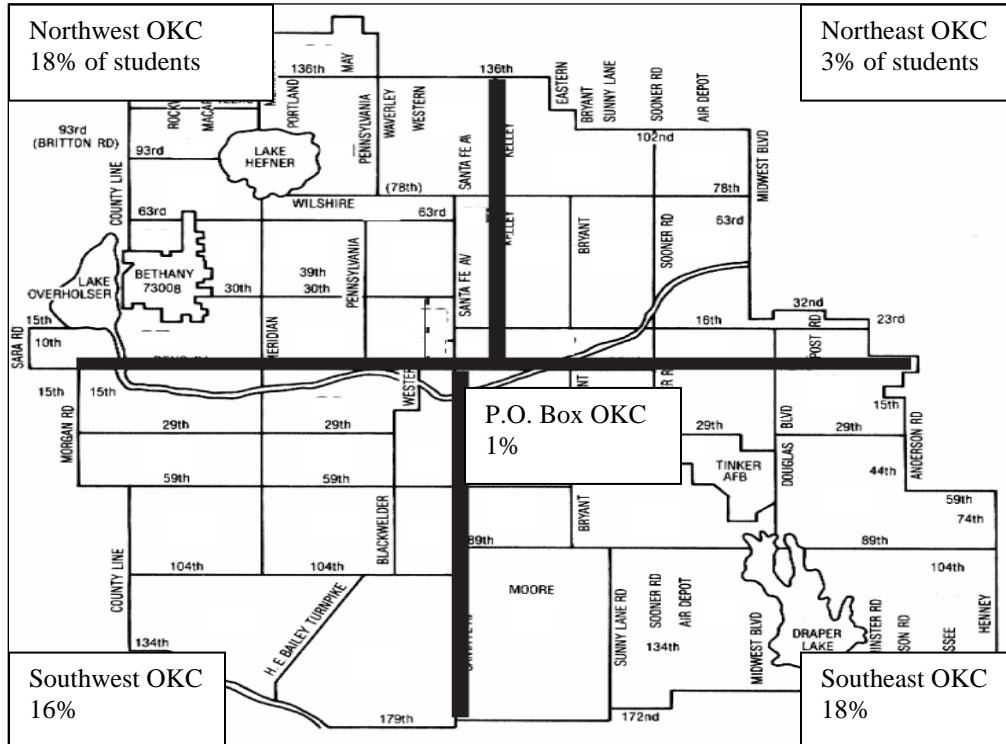 Northwest OKC
18% of students
Northeast OKC
3% of students
MAY
136th
136th
EASTERN
BRYANT
SUNNY LANE
SOONER RD
AIR DEPOT
PORTLAND
PENNSYLVANIA
WAVERLEY
WESTERN
93rd
(BRITTON RD)
LAKE
HEFNER
SANTA FE AV
KELLEY
102nd
MIDWEST BLVD
93rd
(78th)
78th
COUNTY LINE
WILSHIRE
63rd
63rd
KELLEY
BRYANT
SOONER RD
63rd
BETHANY
73008
LAKE
OVERHOLSER
39th
30th
30th
PENNSYLVANIA
SANTA FE AV
32nd
15th
10th
SARA RD
MERIDIAN
16th
POST RD
23rd
15th
15th
P.O. Box OKC
1%
15th
MORGAN RD
29th
29th
29th
BLVD
29th
ANDERSON RD
TINKER
AFB
DOUGLAS
44th
59th
59th
59th
74th
BLACKWELDER
BRYANT
89th
89th
COUNTY LINE
104th
104th
104th
MOORE
H. E. BAILEY TURNPIKE
SUNNY LANE RD
SOONER RD
AIR DEPOT
MIDWEST BLVD
HENNEY
134th
134th
DRAPER
LAKE
Southwest OKC
16%
Southeast OKC
18%
179th
172nd